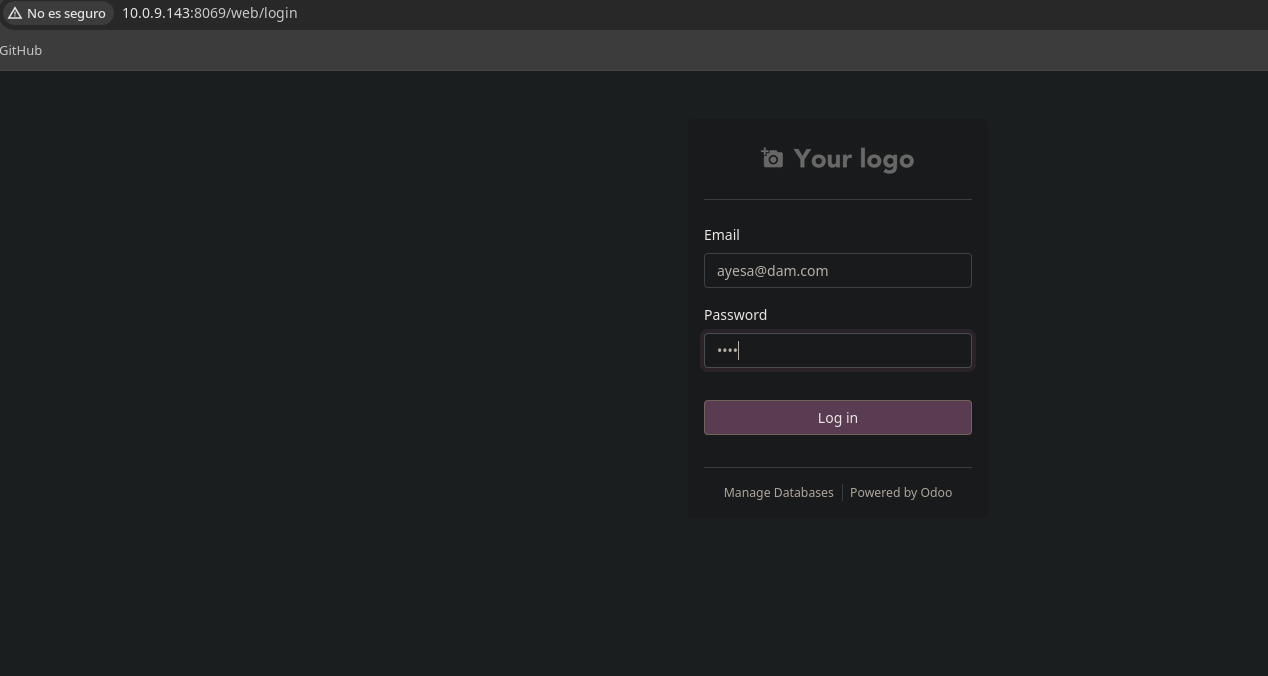 No es seguro 10.0.9.143:8069/web/login
GitHub
Your logo
Email
ayesa@dam.com
Password
••••
Log in
Manage Databases Powered by Odoo